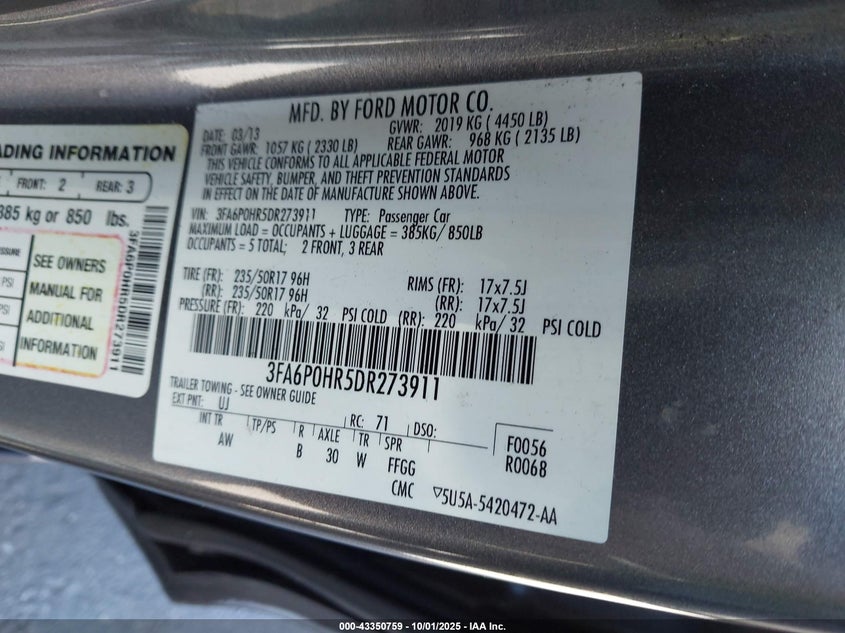 ADING INFORMATION
FRONT: 2 REAR: 3
385 kg or 850 lbs.
SEE OWNERS
MANUAL FOR
ADDITIONAL
INFORMATION
PSI
PSI
3FA6P0HR5DR273911
MFD. BY FORD MOTOR CO.
DATE: 03/13 GVWR: 2019 KG ( 4450 LB)
FRONT GAWR: 1057 KG ( 2330 LB) REAR GAWR: 968 KG ( 2135 LB)
THIS VEHICLE CONFORMS TO ALL APPLICABLE FEDERAL MOTOR
VEHICLE SAFETY, BUMPER, AND THEFT PREVENTION STANDARDS
IN EFFECT ON THE DATE OF MANUFACTURE SHOWN ABOVE.
VIN: 3FA6P0HR5DR273911 TYPE: Passenger Car
MAXIMUM LOAD = OCCUPANTS + LUGGAGE = 385KG/ 850LB
OCCUPANTS = 5 TOTAL; 2 FRONT, 3 REAR
TIRE (FR): 235/50R17 96H RIMS (FR): 17x7.5J
(RR): 235/50R17 96H (RR): 17x7.5J
PRESSURE (FR): 220 kPa/ 32 PSI COLD (RR): 220 kPa/ 32 PSI COLD
3FA6P0HR5DR273911
TRAILER TOWING - SEE OWNER GUIDE
EXT PNT: UJ RC: 71 DSO:
INT TR TP/PS R AXLE TR SPR F0056
AW B 30 W FFGG R0068
CMC ▽5U5A-5420472-AA
000-43350759 - 10/01/2025 - IAA Inc.